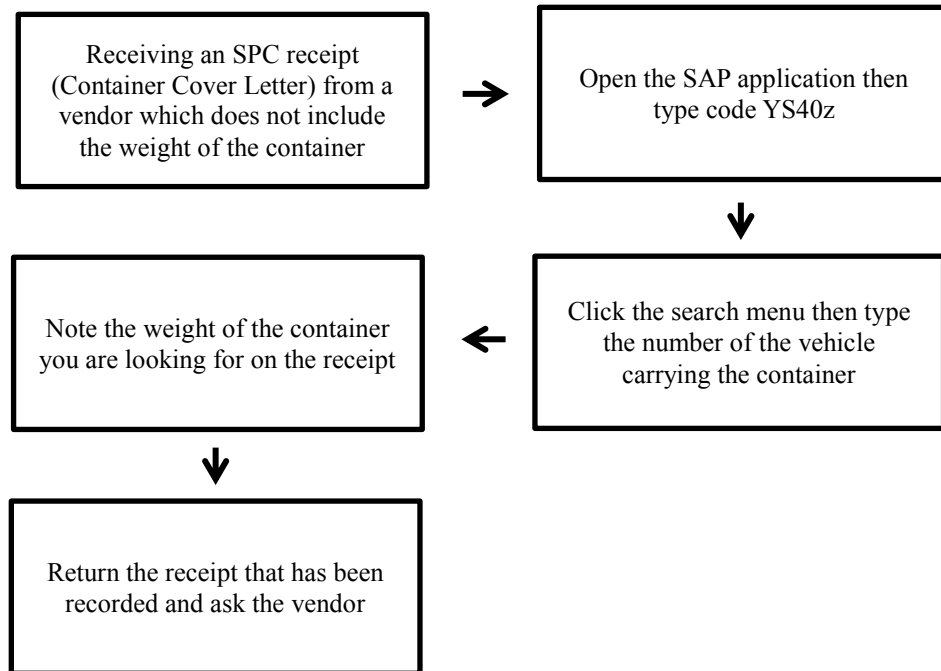 Receiving an SPC receipt
(Container Cover Letter) from a
vendor which does not include
the weight of the container
Open the SAP application then
type code YS40z
Click the search menu then type
the number of the vehicle
carrying the container
Note the weight of the container
you are looking for on the receipt
Return the receipt that has been
recorded and ask the vendor